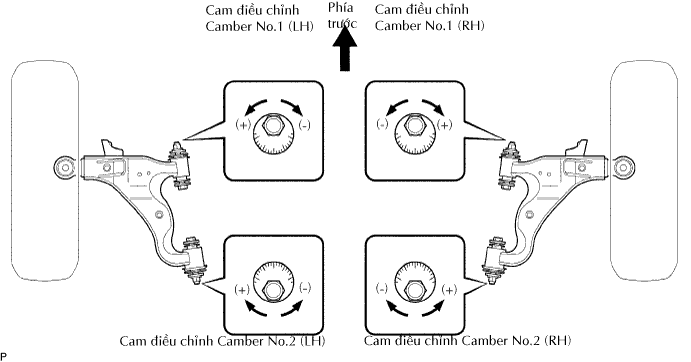 Cam điều chỉnh
Camber No.1 (LH)
Phía
trước
Cam điều chỉnh
Camber No.1 (RH)
(+)
(-)
(-)
(+)
(+)
(-)
(-)
(+)
Cam điều chỉnh Camber No.2 (LH)
Cam điều chỉnh Camber No.2 (RH)
P